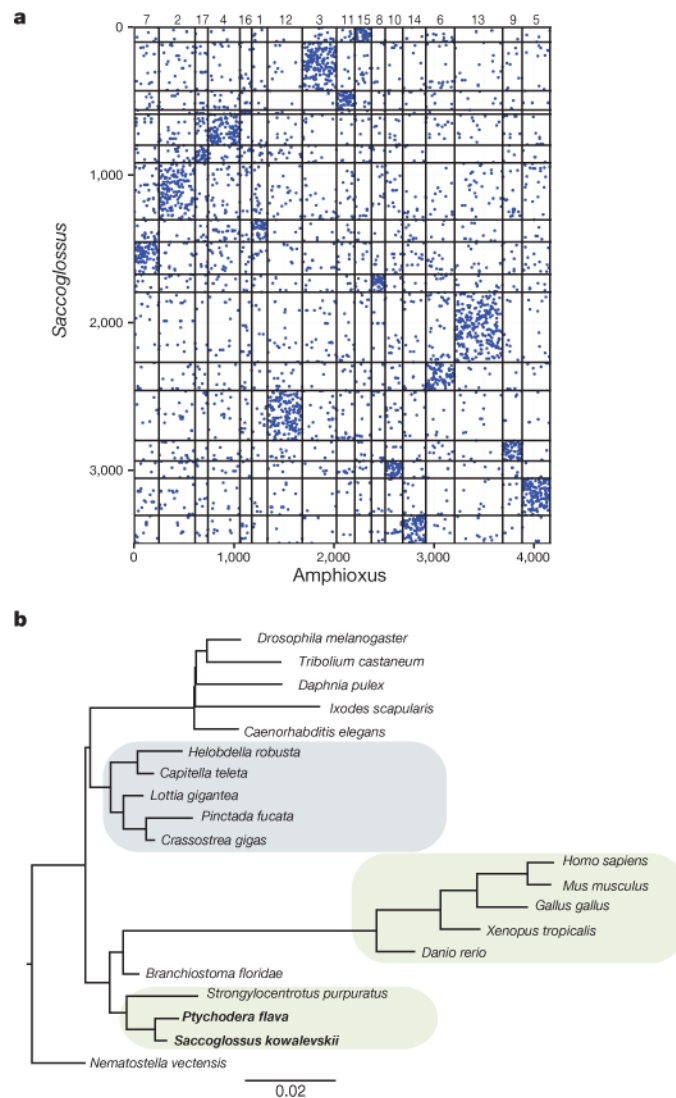 a
7 2 17 4 16 1 12 3 11 15 8 10 14 6 13 9 5
0
1,000
2,000
3,000
Saccoglossus
0 1,000 2,000 3,000 4,000
Amphioxus
b
Drosophila melanogaster
Tribolium castaneum
Daphnia pulex
Ixodes scapularis
Caenorhabditis elegans
Helobdella robusta
Capitella teleta
Lottia gigantea
Pinctada fucata
Crassostrea gigas
Homo sapiens
Mus musculus
Gallus gallus
Xenopus tropicalis
Danio rerio
Branchiostoma floridae
Strongylocentrotus purpuratus
Ptychodera flava
Saccoglossus kowalevskii
Nematostella vectensis
0.02